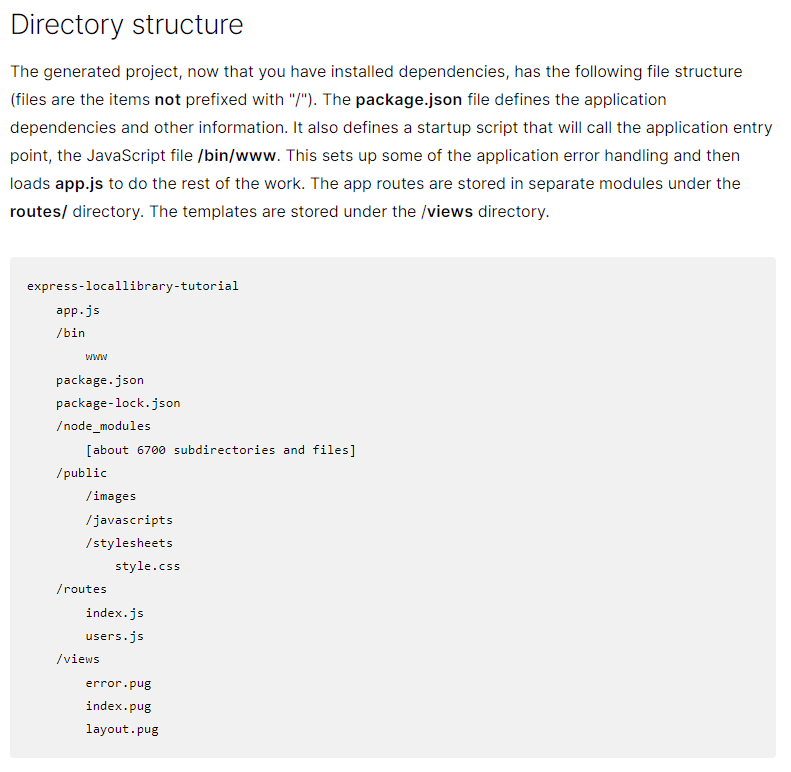 Directory structure
The generated project, now that you have installed dependencies, has the following file structure
(files are the items not prefixed with "/"). The package.json file defines the application
dependencies and other information. It also defines a startup script that will call the application entry
point, the JavaScript file /bin/www. This sets up some of the application error handling and then
loads app.js to do the rest of the work. The app routes are stored in separate modules under the
routes/ directory. The templates are stored under the /views directory.
express-locallibrary-tutorial
    app.js
    /bin
        www
    package.json
    package-lock.json
    /node_modules
        [about 6700 subdirectories and files]
    /public
        /images
        /javascripts
        /stylesheets
            style.css
    /routes
        index.js
        users.js
    /views
        error.pug
        index.pug
        layout.pug